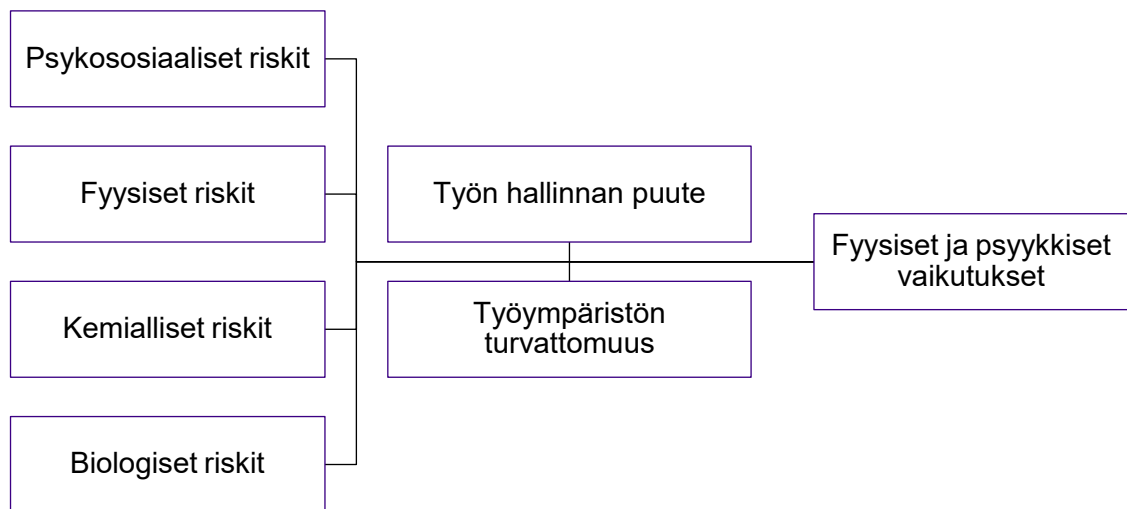 Psykososiaaliset riskit
Fyysiset riskit
Kemialliset riskit
Biologiset riskit
Työn hallinnan puute
Työympäristön
turvattomuus
Fyysiset ja psyykkiset
vaikutukset